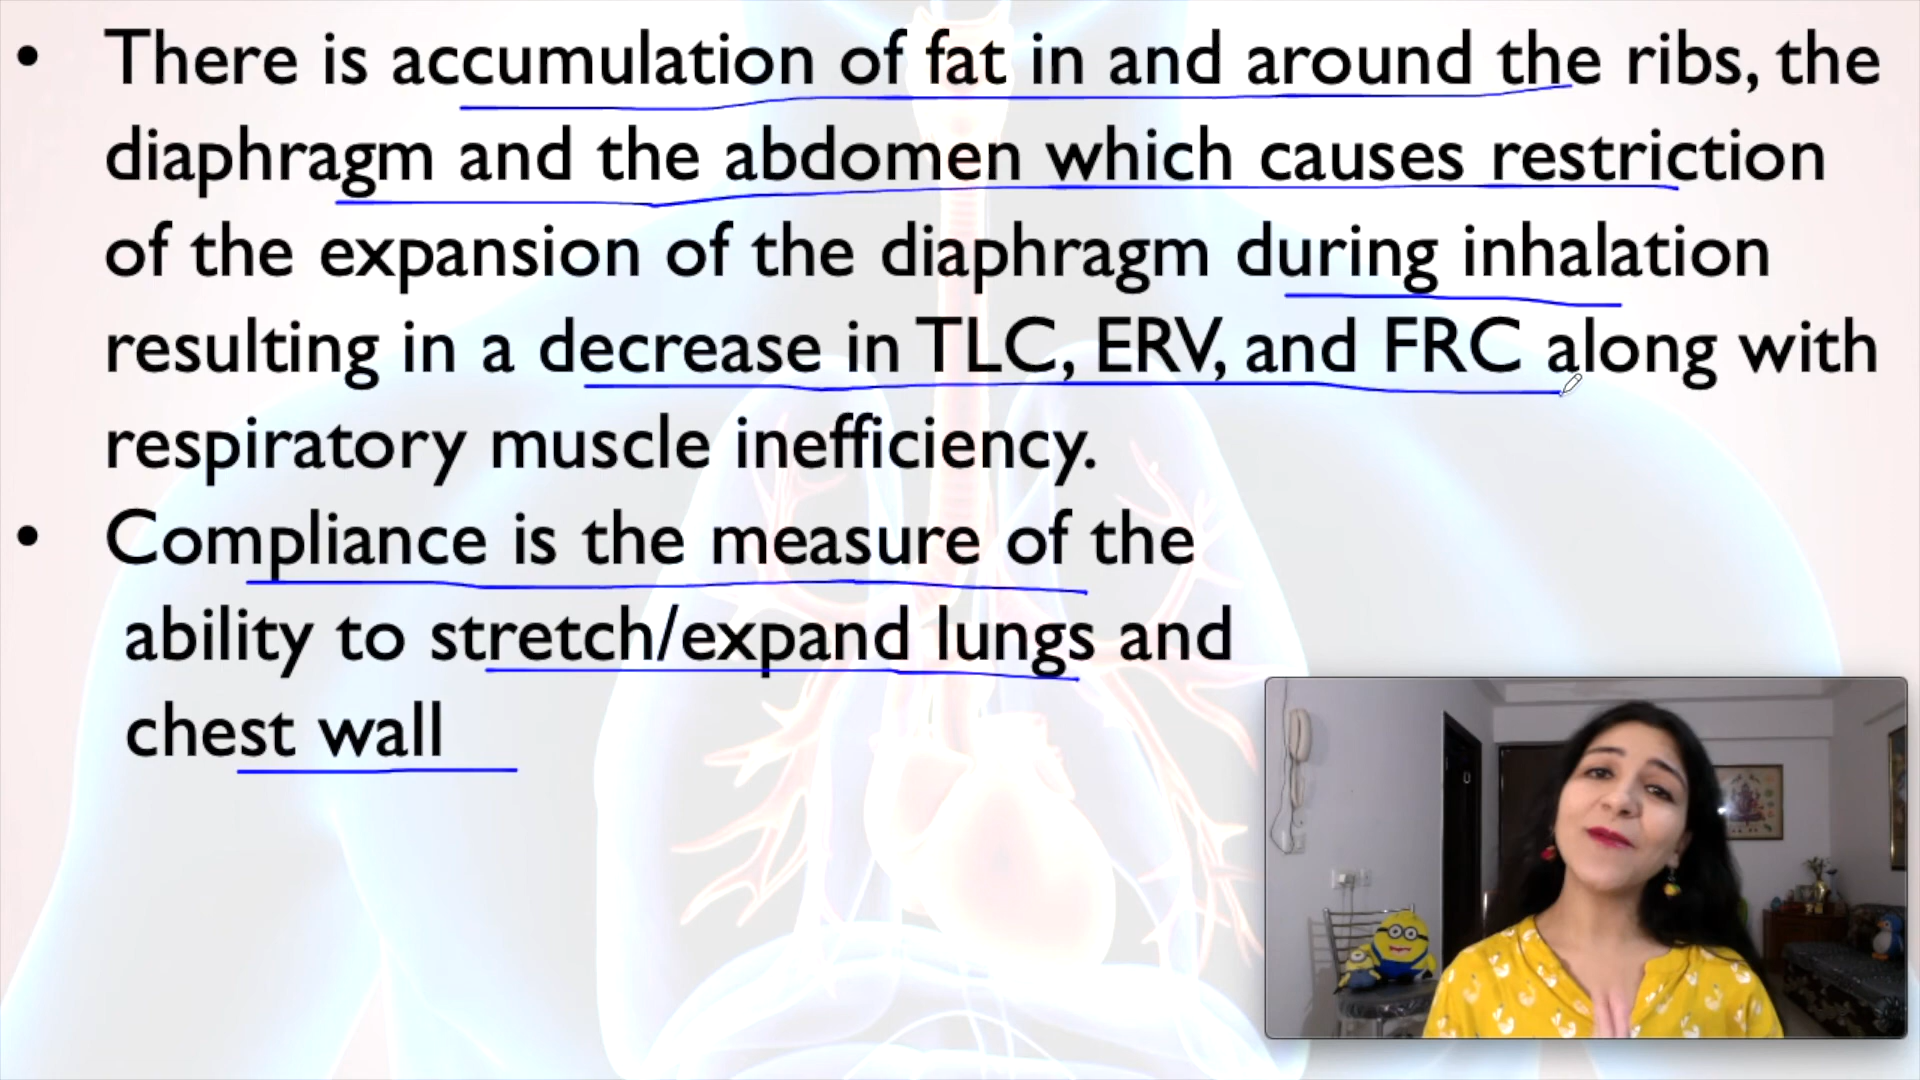 • There is accumulation of fat in and around the ribs, the
diaphragm and the abdomen which causes restriction
of the expansion of the diaphragm during inhalation
resulting in a decrease in TLC, ERV, and FRC along with
respiratory muscle inefficiency.
• Compliance is the measure of the
ability to stretch/expand lungs and
chest wall